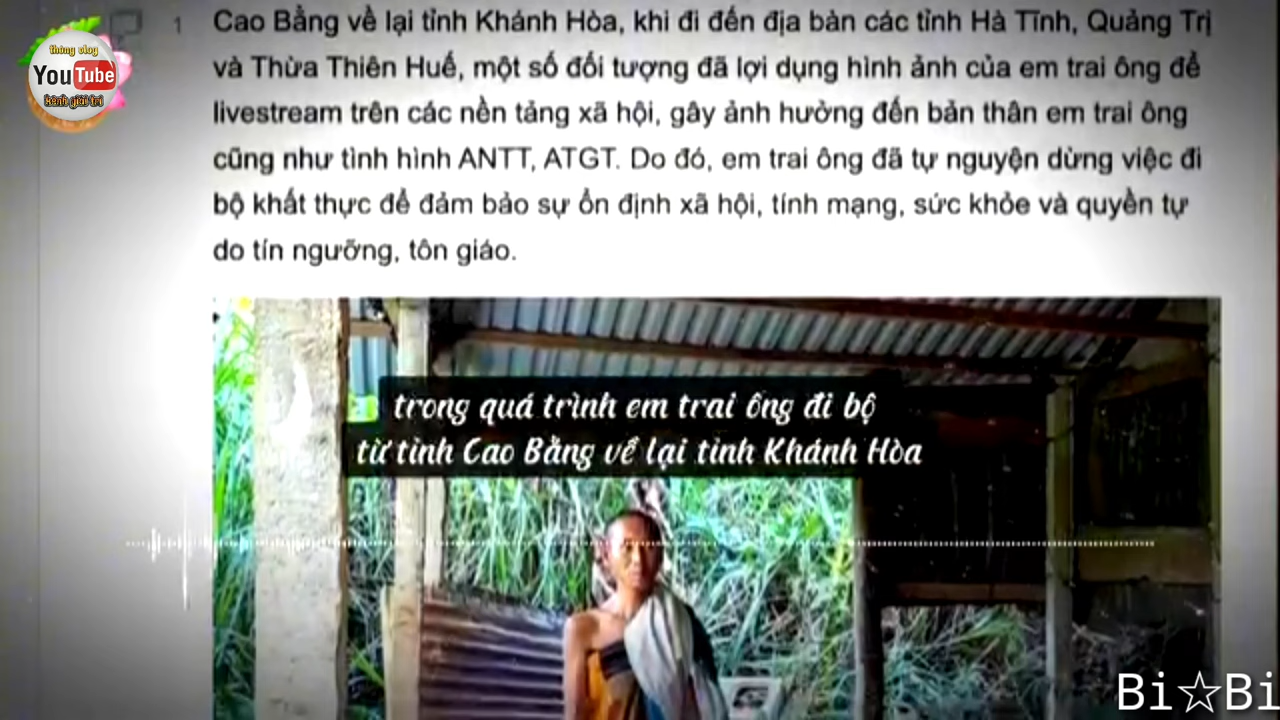 thắng vlog
YouTube
kênh giải trí
1
Cao Bằng về lại tỉnh Khánh Hòa, khi đi đến địa bàn các tỉnh Hà Tĩnh, Quảng Trị
và Thừa Thiên Huế, một số đối tượng đã lợi dụng hình ảnh của em trai ông để
livestream trên các nền tảng xã hội, gây ảnh hưởng đến bản thân em trai ông
cũng như tình hình ANTT, ATGT. Do đó, em trai ông đã tự nguyện dừng việc đi
bộ khất thực để đảm bảo sự ổn định xã hội, tính mạng, sức khỏe và quyền tự
do tín ngưỡng, tôn giáo.
trong quá trình em trai ông đi bộ
từ tỉnh Cao Bằng về lại tỉnh Khánh Hòa
Bi☆Bi